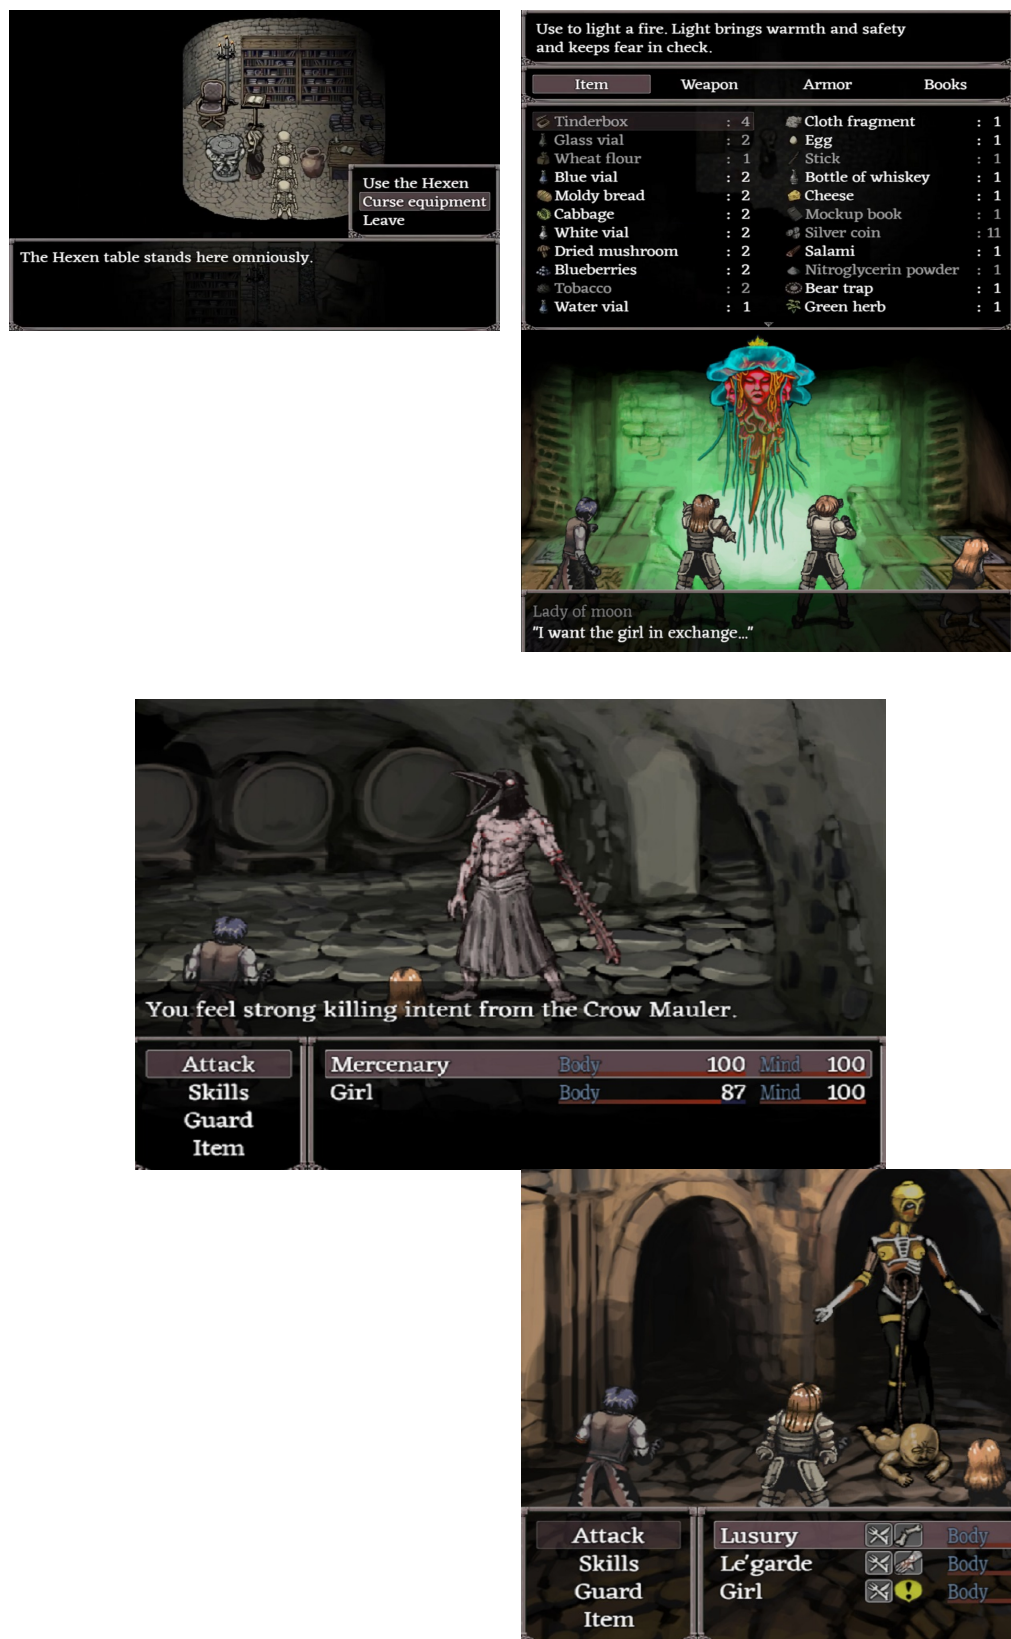 Use the Hexen
Curse equipment
Leave
The Hexen table stands here omniously.
Use to light a fire. Light brings warmth and safety
and keeps fear in check.
Item Weapon Armor Books
Tinderbox : 4 Cloth fragment : 1
Glass vial : 2 Egg : 1
Wheat flour : 1 Stick : 1
Blue vial : 2 Bottle of whiskey : 1
Moldy bread : 2 Cheese : 1
Cabbage : 2 Mockup book : 1
White vial : 2 Silver coin : 11
Dried mushroom : 2 Salami : 1
Blueberries : 2 Nitroglycerin powder : 1
Tobacco : 2 Bear trap : 1
Water vial : 1 Green herb : 1
Lady of moon
"I want the girl in exchange..."
You feel strong killing intent from the Crow Mauler.
Attack
Skills
Guard
Item
Mercenary Body 100 Mind 100
Girl Body 87 Mind 100
Attack
Skills
Guard
Item
Lusury Body
Le'garde Body
Girl Body